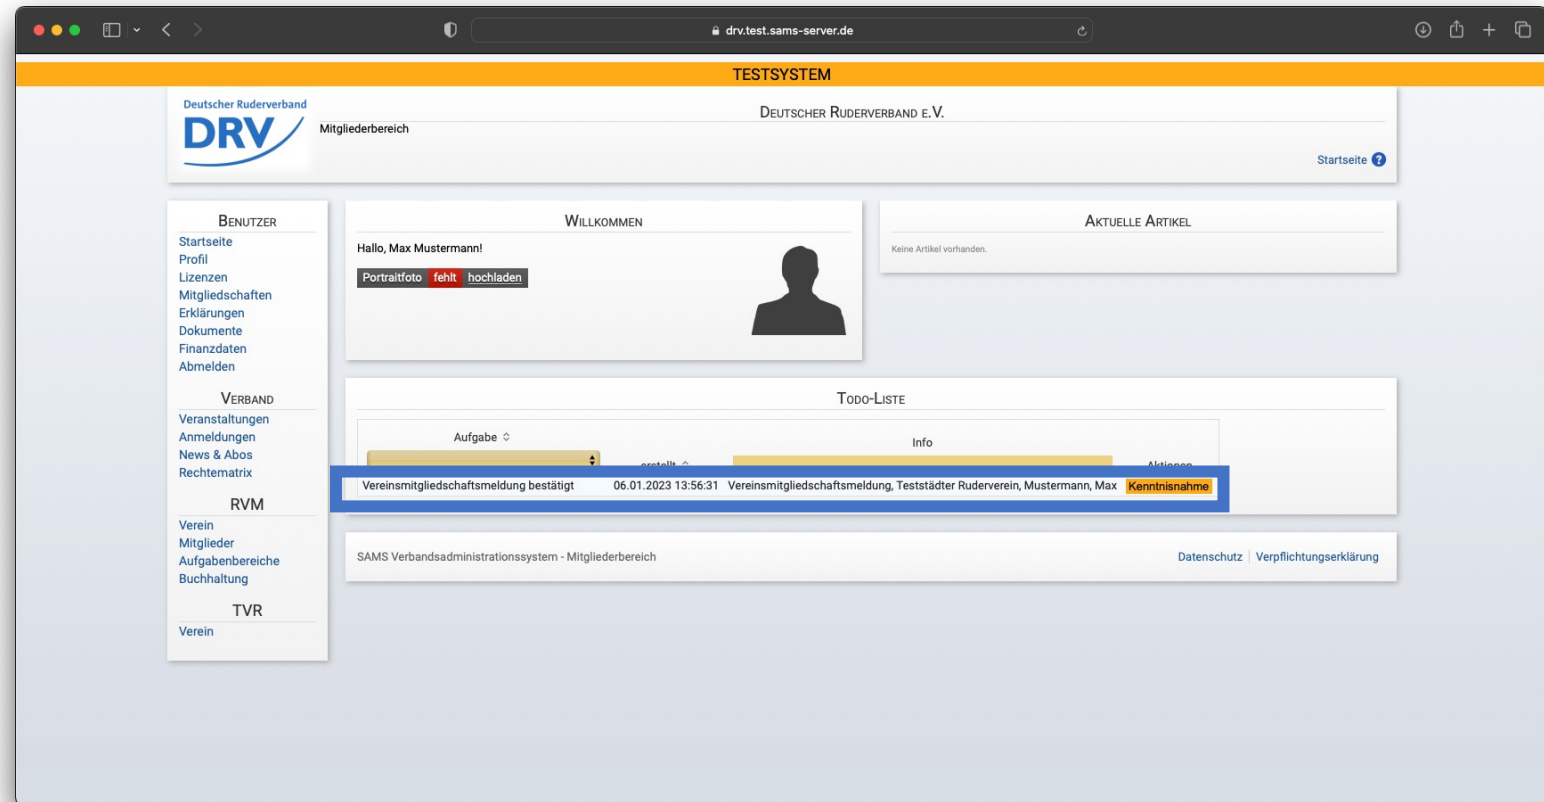 drv.test.sams-server.de
TESTSYSTEM
Deutscher Ruderverband
DRV
Mitgliederbereich
DEUTSCHER RUDERVERBAND E.V.
Startseite ?
BENUTZER
Startseite
Profil
Lizenzen
Mitgliedschaften
Erklärungen
Dokumente
Finanzdaten
Abmelden
VERBAND
Veranstaltungen
Anmeldungen
News & Abos
Rechtematrix
RVM
Verein
Mitglieder
Aufgabenbereiche
Buchhaltung
TVR
Verein
WILLKOMMEN
Hallo, Max Mustermann!
Portraitfoto fehlt hochladen
AKTUELLE ARTIKEL
Keine Artikel vorhanden.
TODO-LISTE
Aufgabe
erstellt
Info
Aktionen
Vereinsmitgliedschaftsmeldung bestätigt 06.01.2023 13:56:31 Vereinsmitgliedschaftsmeldung, Teststädter Ruderverein, Mustermann, Max Kenntnisnahme
SAMS Verbandsadministrationssystem - Mitgliederbereich
Datenschutz | Verpflichtungserklärung